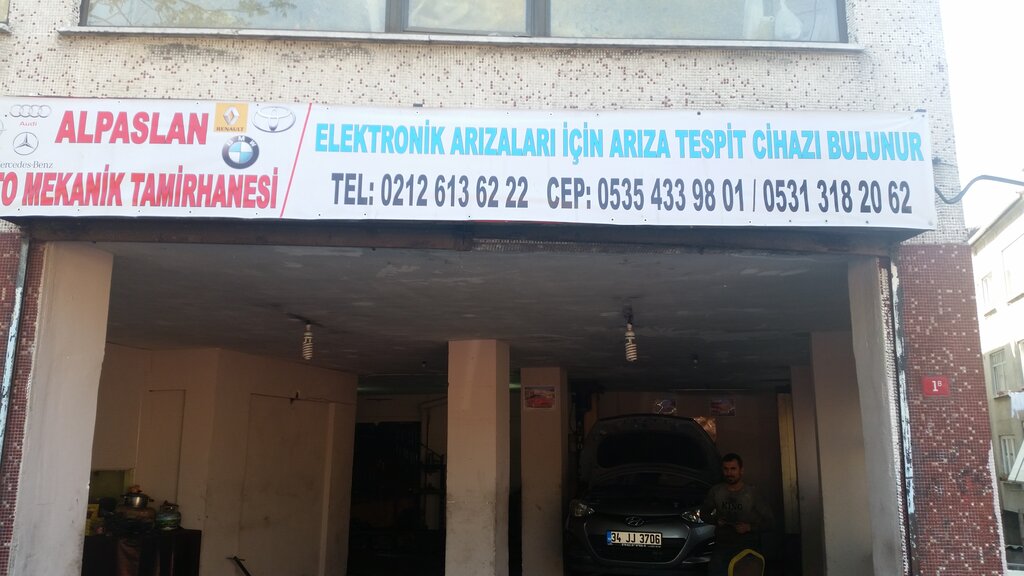 Audi
ercedes-Benz
ALPASLAN
RENAULT
TO MEKANİK TAMİRHANESİ
ELEKTRONİK ARIZALARI İÇİN ARIZA TESPİT CİHAZI BULUNUR
TEL: 0212 613 62 22 CEP: 0535 433 98 01 / 0531 318 20 62
1B
34 JJ 3706